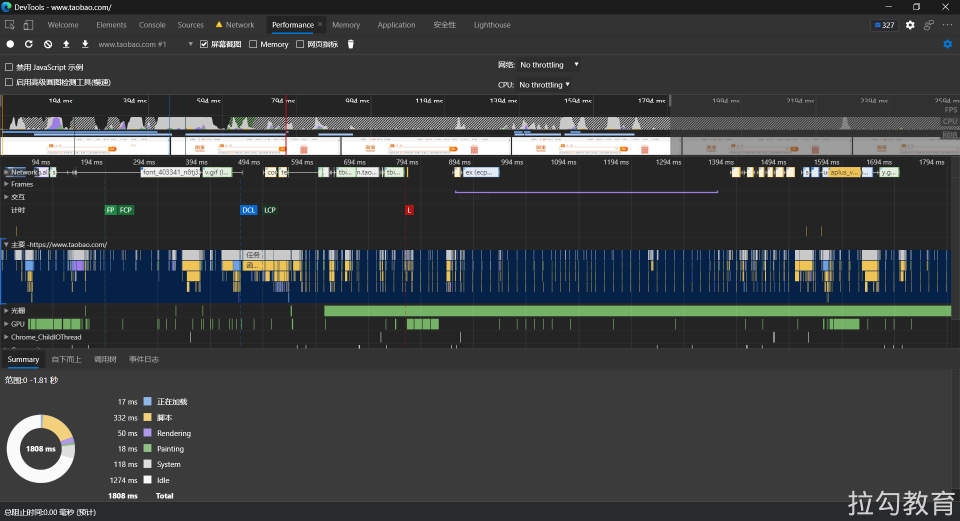 DevTools - www.taobao.com/
Welcome Elements Console Sources Network Performance × Memory Application 安全性 Lighthouse 327
www.taobao.com #1 屏幕截图 Memory 网页指标
禁用 JavaScript 示例 网络: No throttling
启用高级画图检测工具(慢速) CPU: No throttling
194 ms 394 ms 594 ms 994 ms 1194 ms 1394 ms 1594 ms 1794 ms 1994 ms 2194 ms 2394 ms 2594 ms
FPS
CPU
网络
94 ms 194 ms 294 ms 394 ms 494 ms 594 ms 694 ms 794 ms 894 ms 994 ms 1094 ms 1194 ms 1294 ms 1394 ms 1494 ms 1594 ms 1694 ms 1794 ms
Network font_403341_n8tj3 v.gif (l… tbi… n.tao… tbi… ex (ecp… aplus_v… y.g…
Frames
交互
计时 FP FCP DCL LCP L
主要 -https://www.taobao.com/
任务
函…
光栅
GPU
Chrome_ChildIOThread
Summary 自下而上 调用树 事件日志
范围:0 -1.81 秒
17 ms 正在加载
332 ms 脚本
50 ms Rendering
1808 ms
18 ms Painting
118 ms System
1274 ms Idle
1808 ms Total
总阻止时间:0.00 毫秒 (预计)
拉勾教育